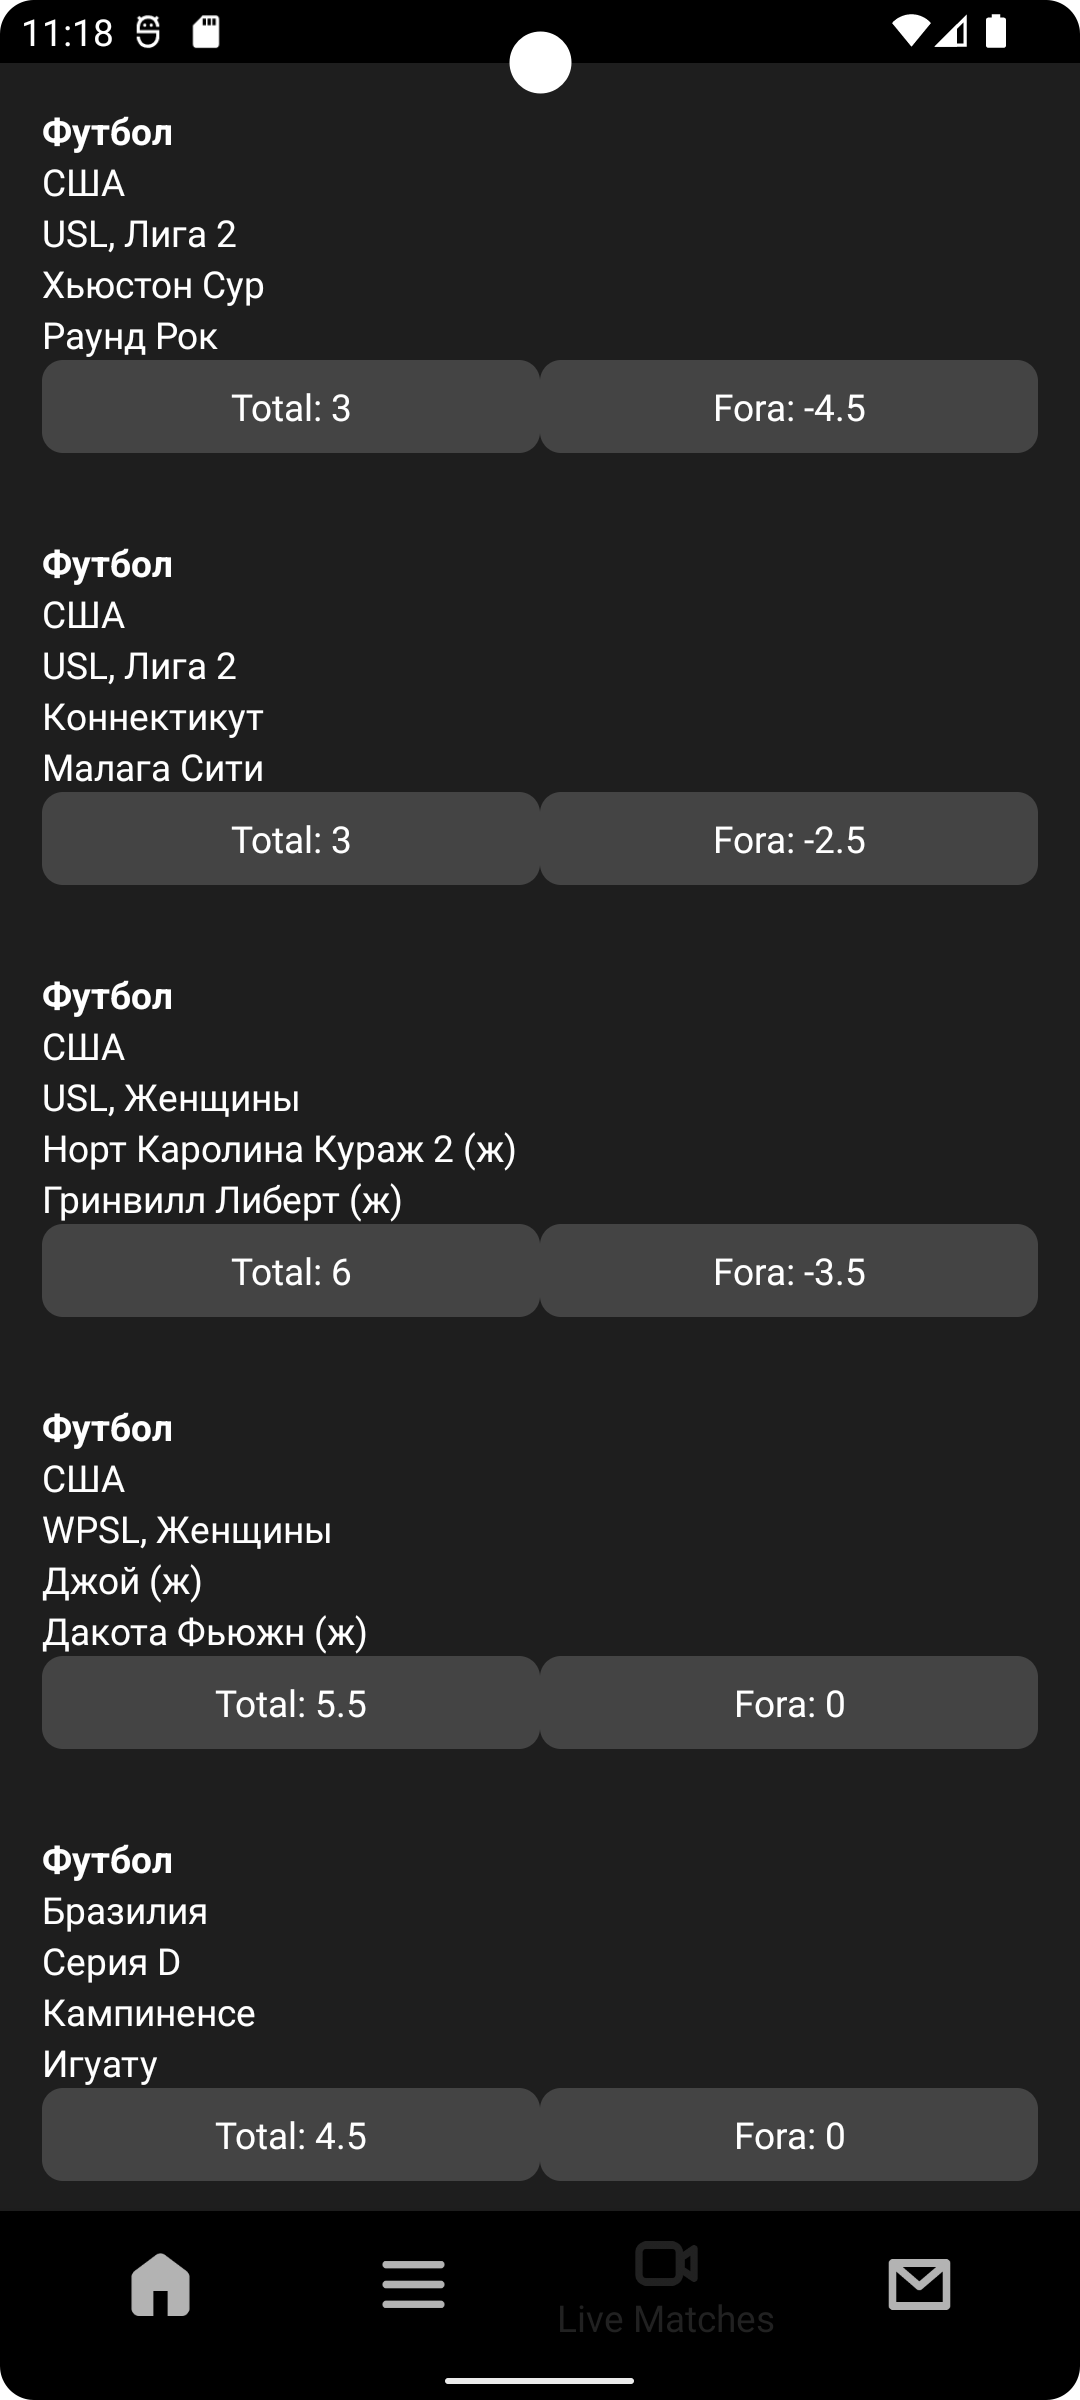 11:18
Футбол
США
USL, Лига 2
Хьюстон Сур
Раунд Рок
Total: 3 Fora: -4.5
Футбол
США
USL, Лига 2
Коннектикут
Малага Сити
Total: 3 Fora: -2.5
Футбол
США
USL, Женщины
Норт Каролина Кураж 2 (ж)
Гринвилл Либерт (ж)
Total: 6 Fora: -3.5
Футбол
США
WPSL, Женщины
Джой (ж)
Дакота Фьюжн (ж)
Total: 5.5 Fora: 0
Футбол
Бразилия
Серия D
Кампиненсе
Игуату
Total: 4.5 Fora: 0
Live Matches